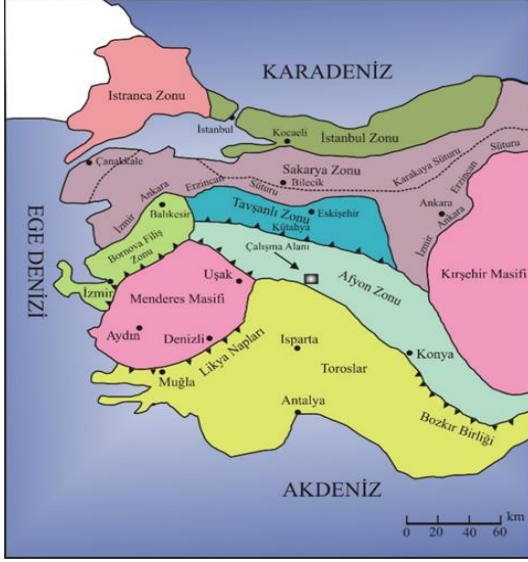 KARADENİZ
Istranca Zonu
İstanbul
Kocaeli
İstanbul Zonu
Çanakkale
Sakarya Zonu
Bilecik
Karakaya Süturu
İzmir Ankara Erzincan Süturu
Süturu
Erzincan
Ankara
İzmir Ankara
Balıkesir
Tavşanlı Zonu
Eskişehir
Kütahya
Bornova Filiş
Zonu
EGE DENİZİ
Çalışma Alanı
Kırşehir Masifi
İzmir
Uşak
Afyon Zonu
Menderes Masifi
Aydın
Denizli
Isparta
Konya
Likya Napları
Toroslar
Muğla
Antalya
Bozkır Birliği
AKDENİZ
km
0 20 40 60